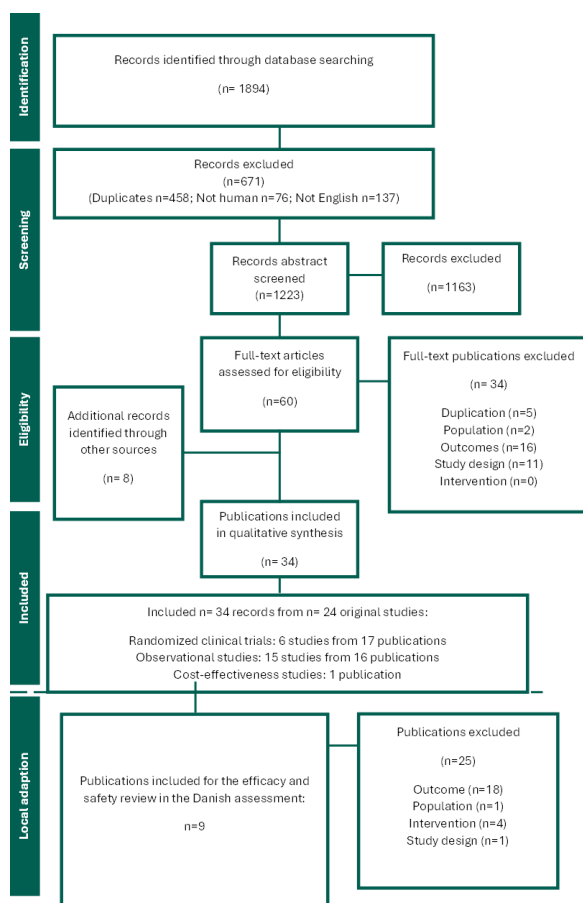 Identification
Records identified through database searching
(n= 1894)
Screening
Records excluded
(n=671)
(Duplicates n=458; Not human n=76; Not English n=137)
Records abstract
screened
(n=1223)
Records excluded
(n=1163)
Eligibility
Full-text articles
assessed for eligibility
(n=60)
Full-text publications excluded
(n= 34)
Duplication (n=5)
Population (n=2)
Outcomes (n=16)
Study design (n=11)
Intervention (n=0)
Additional records
identified through
other sources
(n= 8)
Included
Publications included
in qualitative synthesis
(n= 34)
Included n= 34 records from n= 24 original studies:
Randomized clinical trials: 6 studies from 17 publications
Observational studies: 15 studies from 16 publications
Cost-effectiveness studies: 1 publication
Local adaption
Publications included for the efficacy and
safety review in the Danish assessment:
n=9
Publications excluded
(n=25)
Outcome (n=18)
Population (n=1)
Intervention (n=4)
Study design (n=1)